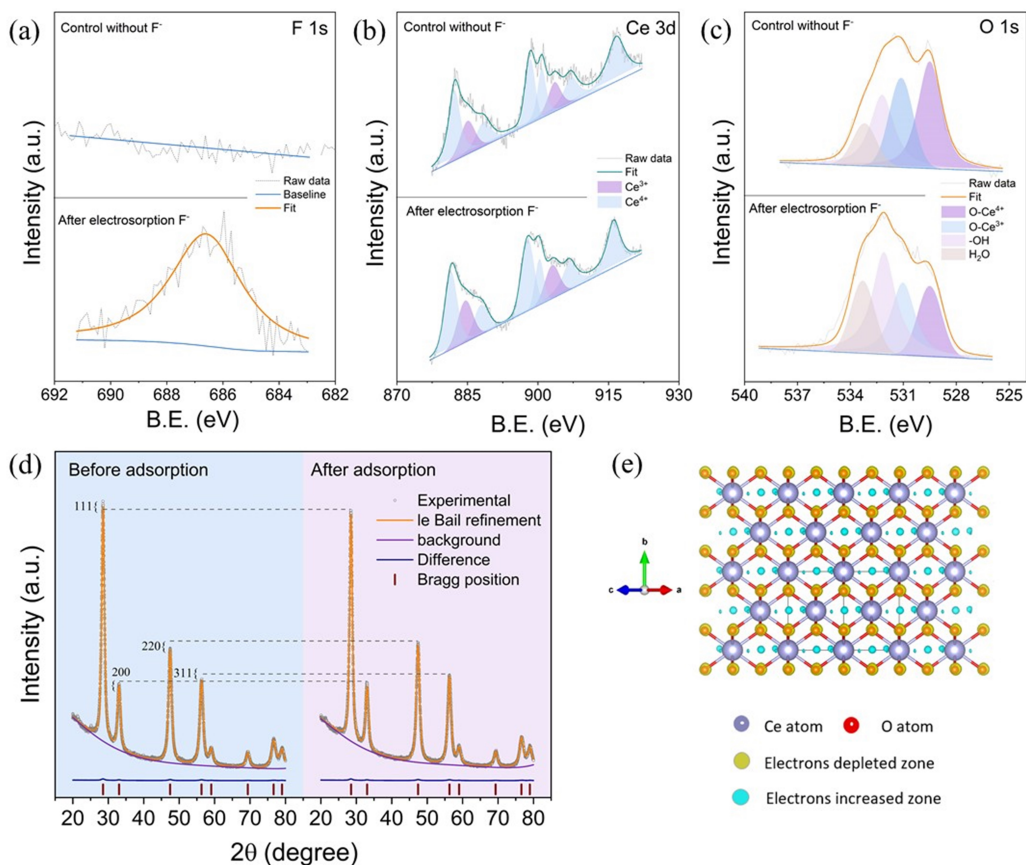 (a)
Control without F⁻
F 1s
Raw data
Baseline
Fit
After electrosorption F⁻
Intensity (a.u.)
692 690 688 686 684 682
B.E. (eV)
(b)
Control without F⁻
Ce 3d
Raw data
Fit
Ce³⁺
Ce⁴⁺
After electrosorption F⁻
Intensity (a.u.)
870 885 900 915 930
B.E. (eV)
(c)
Control without F⁻
O 1s
Raw data
Fit
O-Ce⁴⁺
O-Ce³⁺
-OH
H₂O
After electrosorption F⁻
Intensity (a.u.)
540 537 534 531 528 525
B.E. (eV)
(d)
Before adsorption
After adsorption
Experimental
le Bail refinement
background
Difference
Bragg position
111
200
220
311
Intensity (a.u.)
20 30 40 50 60 70 80 20 30 40 50 60 70 80
2θ (degree)
(e)
b
c
a
Ce atom
O atom
Electrons depleted zone
Electrons increased zone